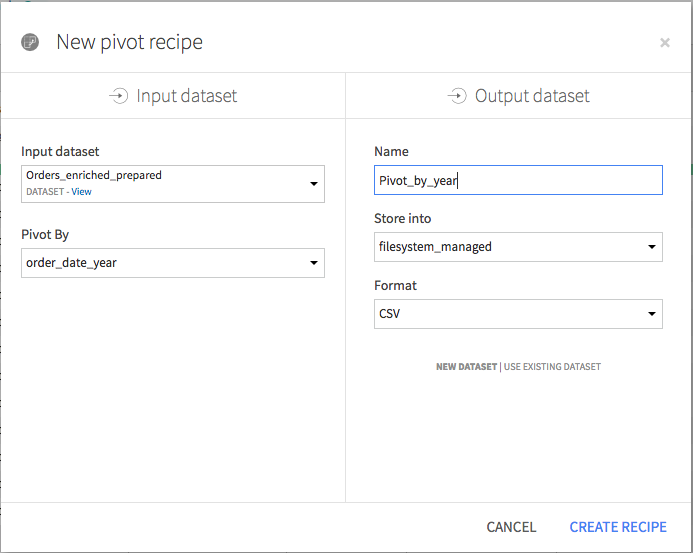 New pivot recipe
×
Input dataset
Output dataset
Input dataset
Orders_enriched_prepared
DATASET - View
Pivot By
order_date_year
Name
Pivot_by_year
Store into
filesystem_managed
Format
CSV
NEW DATASET | USE EXISTING DATASET
CANCEL
CREATE RECIPE